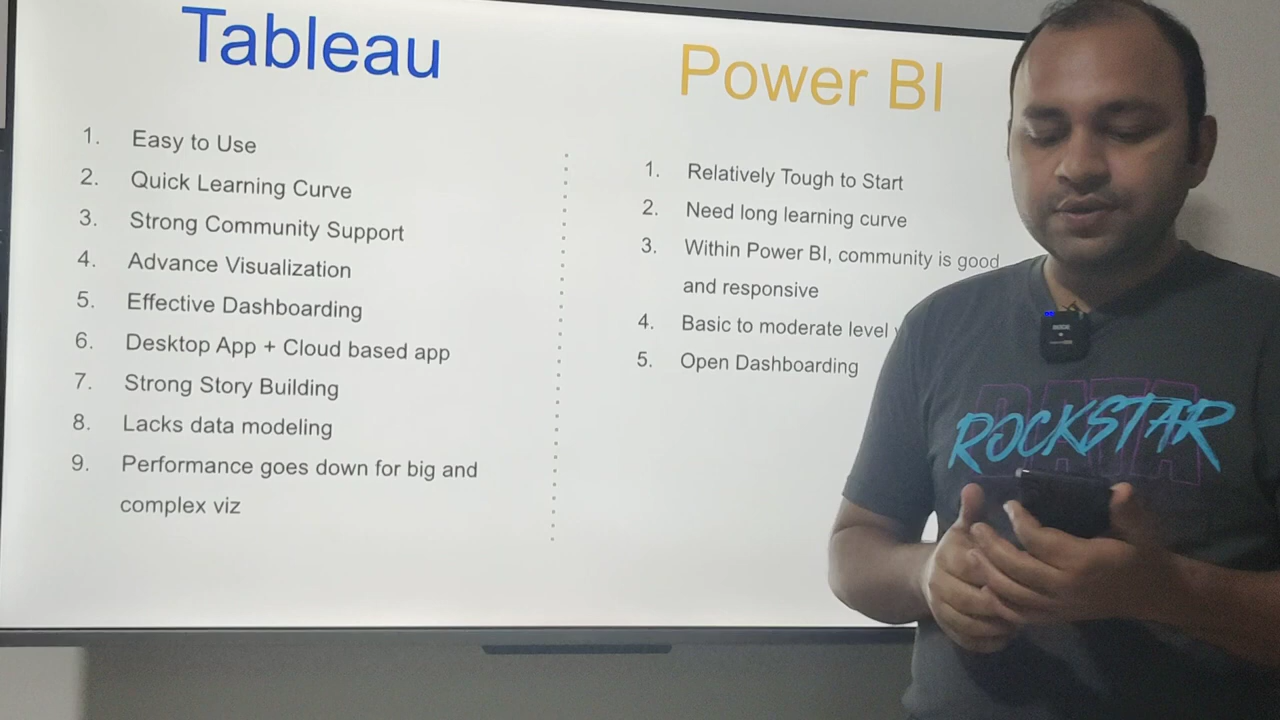 Tableau
1. Easy to Use
2. Quick Learning Curve
3. Strong Community Support
4. Advance Visualization
5. Effective Dashboarding
6. Desktop App + Cloud based app
7. Strong Story Building
8. Lacks data modeling
9. Performance goes down for big and
complex viz
Power BI
1. Relatively Tough to Start
2. Need long learning curve
3. Within Power BI, community is good
and responsive
4. Basic to moderate level
5. Open Dashboarding
DATA
ROCKSTAR